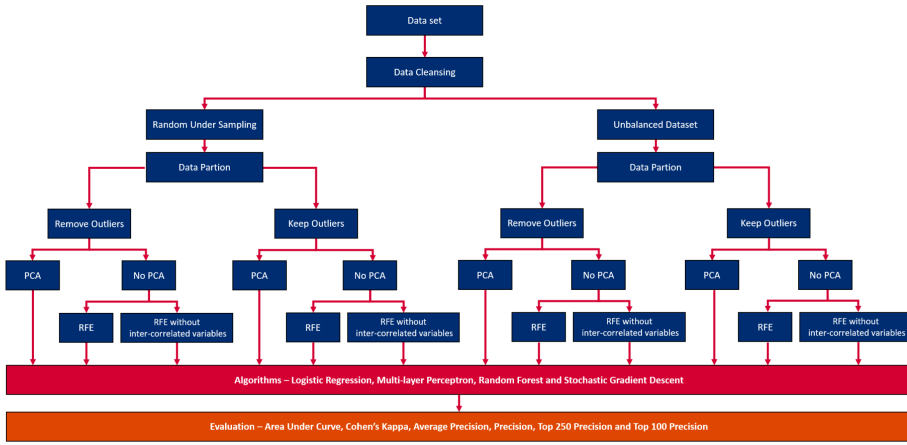 Data set
Data Cleansing
Random Under Sampling
Unbalanced Dataset
Data Partion
Data Partion
Remove Outliers
Keep Outliers
Remove Outliers
Keep Outliers
PCA
No PCA
PCA
No PCA
PCA
No PCA
PCA
No PCA
RFE
RFE without
inter-correlated variables
RFE
RFE without
inter-correlated variables
RFE
RFE without
inter-correlated variables
RFE
RFE without
inter-correlated variables
Algorithms – Logistic Regression, Multi-layer Perceptron, Random Forest and Stochastic Gradient Descent
Evaluation – Area Under Curve, Cohen's Kappa, Average Precision, Precision, Top 250 Precision and Top 100 Precision